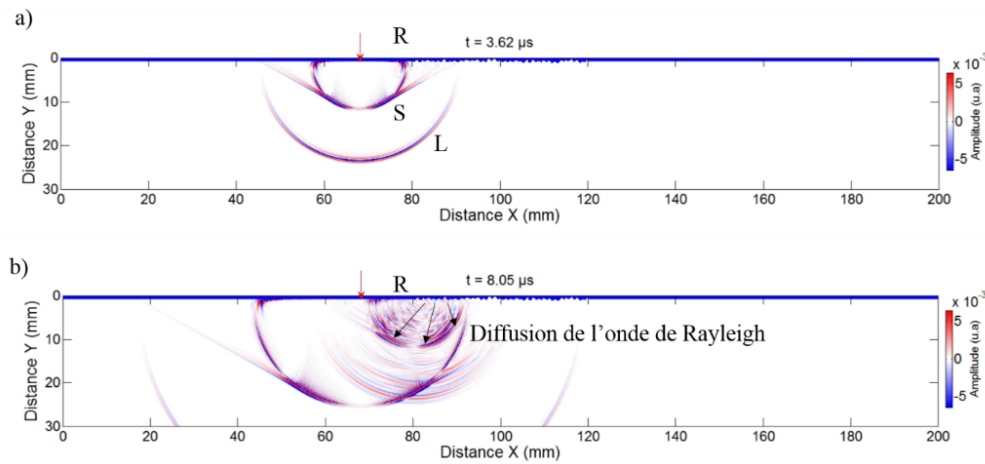 a)
R
t = 3.62 µs
x 10⁻³
0
10
20
30
Distance Y (mm)
S
L
5
0
-5
Amplitude (u.a)
0 20 40 60 80 100 120 140 160 180 200
Distance X (mm)
b)
R
t = 8.05 µs
x 10⁻³
0
10
20
30
Distance Y (mm)
Diffusion de l'onde de Rayleigh
5
0
-5
Amplitude (u.a)
0 20 40 60 80 100 120 140 160 180 200
Distance X (mm)